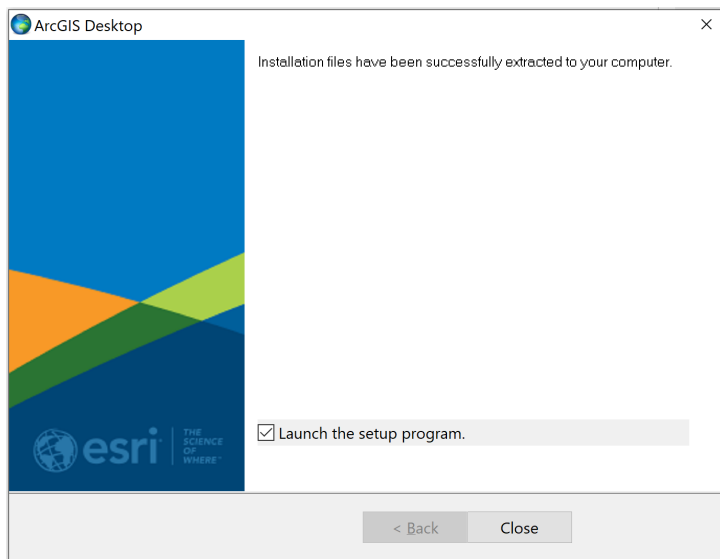 ArcGIS Desktop
Installation files have been successfully extracted to your computer.
Launch the setup program.
esri
THE
SCIENCE
OF
WHERE™
< Back
Close